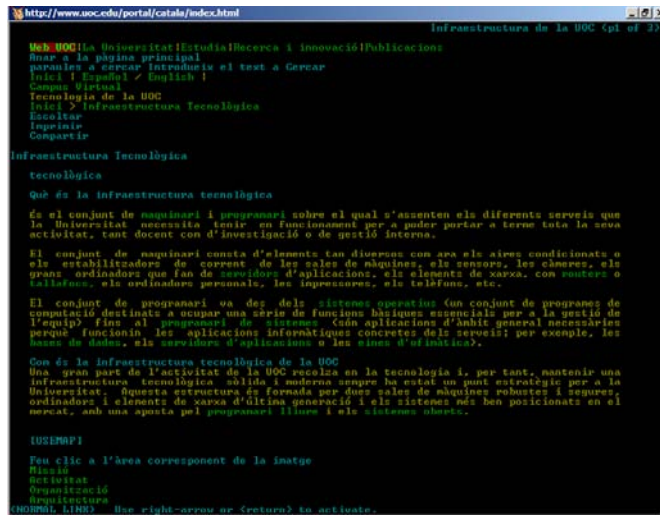 http://www.uoc.edu/portal/catala/index.html
Infraestructura de la UOC (p1 of 3)
Web UOC|La Universitat|Estudia|Recerca i innovació|Publicacions
Anar a la pàgina principal
paraules a cercar Introduïu el text a Cercar
Inici | Español / English |
Campus Virtual
Tecnologia de la UOC
Inici > Infraestructura Tecnològica
Escoltar
Imprimir
Compartir
Infraestructura Tecnològica
tecnològica
Què és la infraestructura tecnològica
És el conjunt de maquinari i programari sobre el qual s'assenten els diferents serveis que
la Universitat necessita tenir en funcionament per a poder portar a terme tota la seva
activitat, tant docent com d'investigació o de gestió interna.
El conjunt de maquinari consta d'elements tan diversos com ara els aires condicionats o
els estabilitzadors de corrent de les sales de màquines, els sensors, les càmeres, els
grans ordinadors que fan de servidors d'aplicacions, els elements de xarxa, com routers o
tallafocs, els ordinadors personals, les impressores, els telèfons, etc.
El conjunt de programari va des dels sistemes operatius (un conjunt de programes de
computació destinats a ocupar una sèrie de funcions bàsiques essencials per a la gestió de
l'equip) fins al programari de sistemes (són aplicacions d'àmbit general necessàries
perquè funcionin les aplicacions informàtiques concretes dels serveis; per exemple, les
bases de dades, els servidors d'aplicacions o les eines d'ofimàtica).
Com és la infraestructura tecnològica de la UOC
Una gran part de l'activitat de la UOC recolza en la tecnologia i, per tant, mantenir una
infraestructura tecnològica sòlida i moderna sempre ha estat un punt estratègic per a la
Universitat. Aquesta estructura és formada per dues sales de màquines robustes i segures,
ordinadors i elements de xarxa d'última generació i els sistemes més ben posicionats en el
mercat, amb una aposta pel programari lliure i els sistemes oberts.
[USEMAP]
Feu clic a l'àrea corresponent de la imatge
Missió
Activitat
Organització
Arquitectura
(NORMAL LINK) Use right-arrow or <return> to activate.